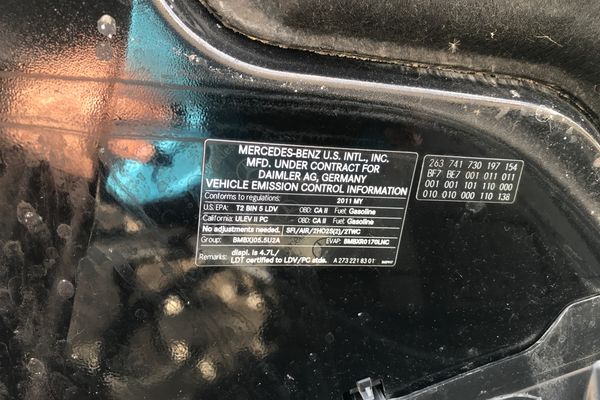 MERCEDES-BENZ U.S. INTL., INC.
MFD. UNDER CONTRACT FOR
DAIMLER AG, GERMANY
VEHICLE EMISSION CONTROL INFORMATION
Conforms to regulations: 2011 MY
U.S. EPA: T2 BIN 5 LDV OBD: CA II Fuel: Gasoline
California: ULEV II PC OBD: CA II Fuel: Gasoline
No adjustments needed. SFI/AIR/2HO2S(2)/2TWC
Group: BMBXJ05.5U2A EVAP: BMBXR0170LNC
Remarks: displ. is 4.7L/
LDT certified to LDV/PC stds. A 273 221 83 01
263 741 730 197 154
BF7 BE7 001 011 011
001 001 101 110 000
010 010 000 110 138